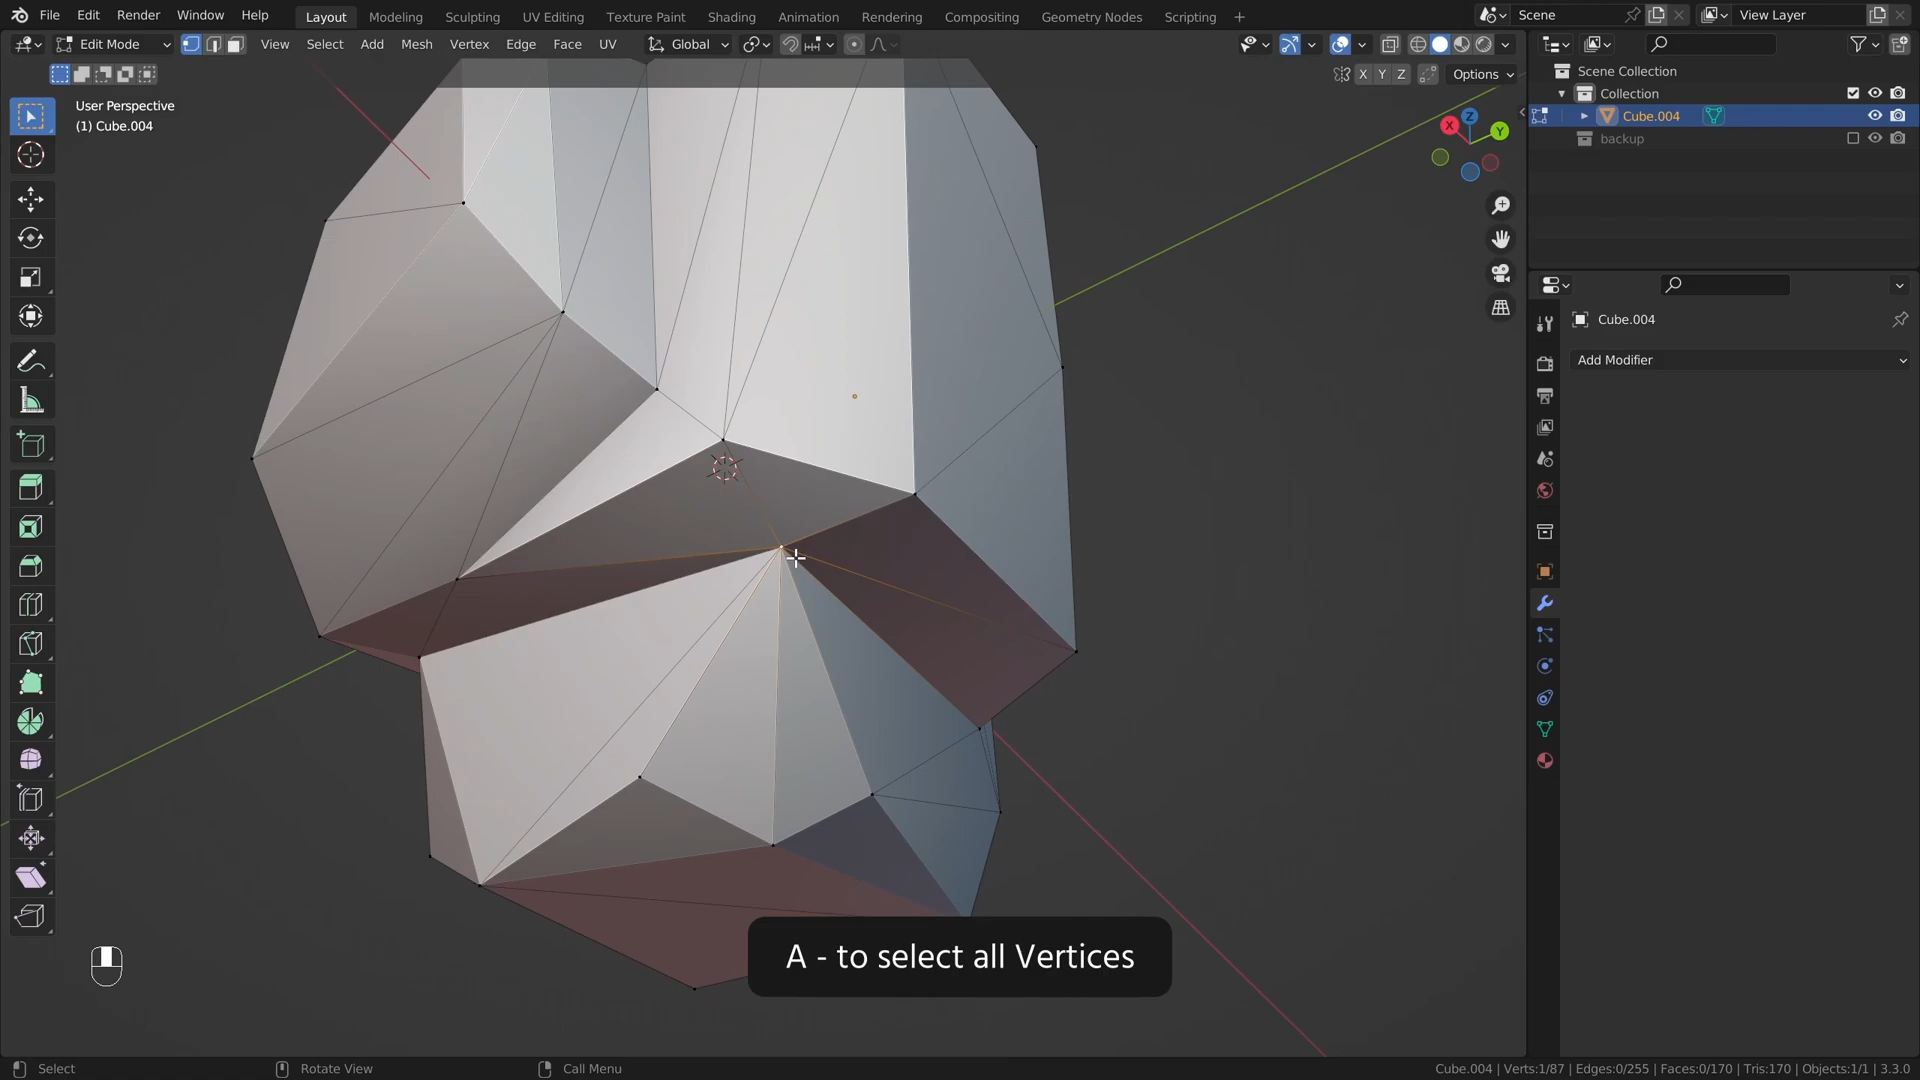 File Edit Render Window Help
Layout Modeling Sculpting UV Editing Texture Paint Shading Animation Rendering Compositing Geometry Nodes Scripting +
Scene
View Layer
Edit Mode
View Select Add Mesh Vertex Edge Face UV
Global
X Y Z
Options
User Perspective
(1) Cube.004
X
Y
Z
Scene Collection
Collection
Cube.004
backup
Cube.004
Add Modifier
A - to select all Vertices
Select
Rotate View
Call Menu
Cube.004 | Verts:1/87 | Edges:0/255 | Faces:0/170 | Tris:170 | Objects:1/1 | 3.3.0